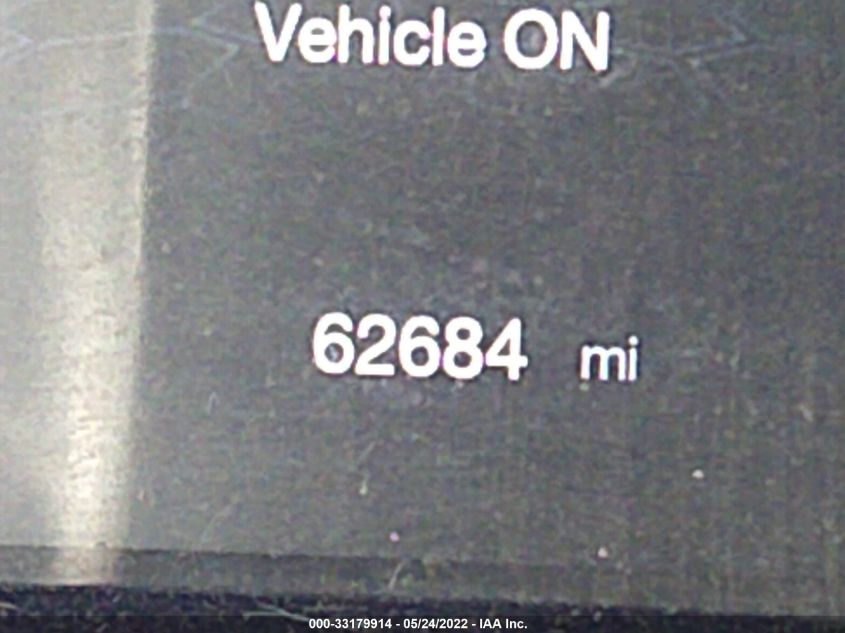 Vehicle ON
62684 mi
000-33179914 - 05/24/2022 - IAA Inc.